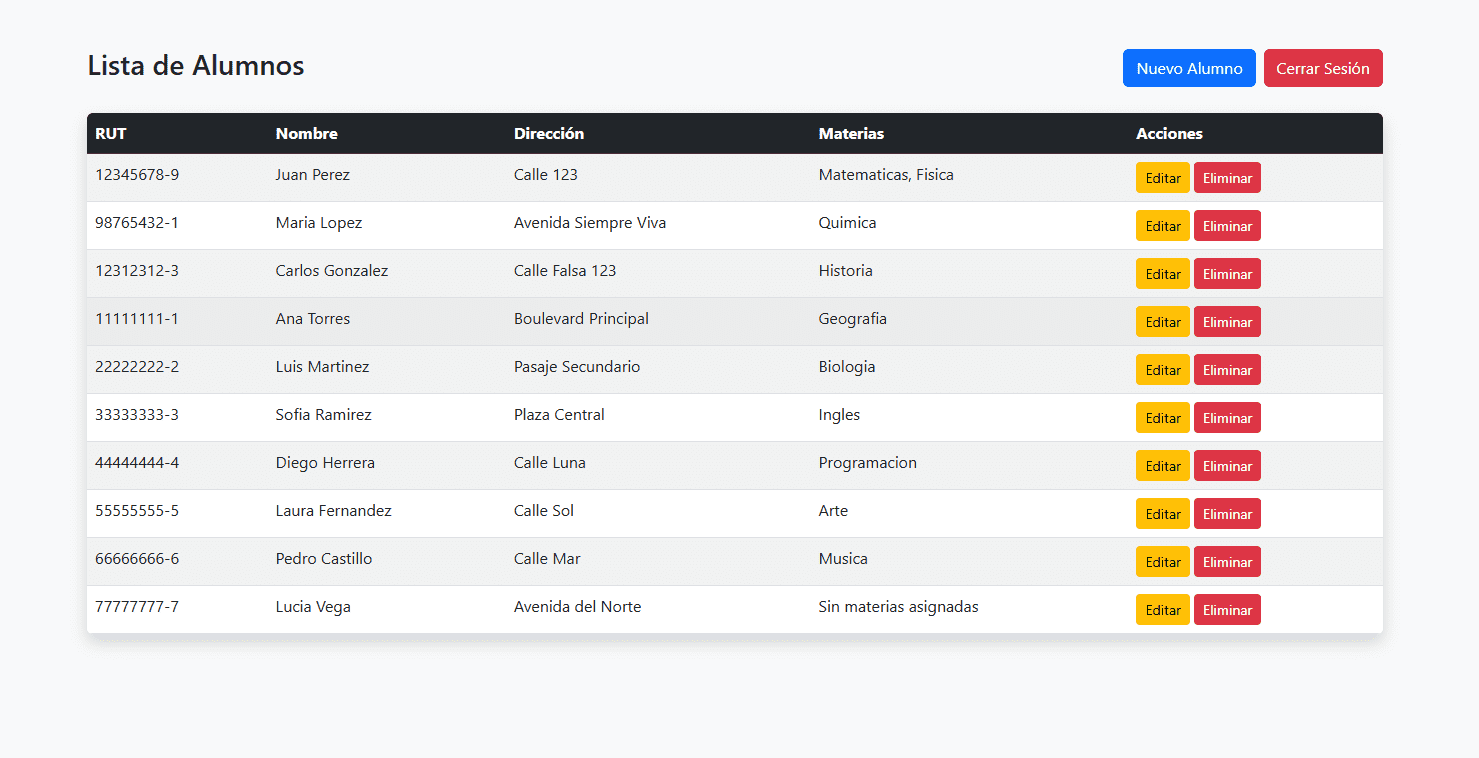 Lista de Alumnos Nuevo Alumno Cerrar Sesión
RUT Nombre Dirección Materias Acciones
12345678-9 Juan Perez Calle 123 Matematicas, Fisica Editar Eliminar
98765432-1 Maria Lopez Avenida Siempre Viva Quimica Editar Eliminar
12312312-3 Carlos Gonzalez Calle Falsa 123 Historia Editar Eliminar
11111111-1 Ana Torres Boulevard Principal Geografia Editar Eliminar
22222222-2 Luis Martinez Pasaje Secundario Biologia Editar Eliminar
33333333-3 Sofia Ramirez Plaza Central Ingles Editar Eliminar
44444444-4 Diego Herrera Calle Luna Programacion Editar Eliminar
55555555-5 Laura Fernandez Calle Sol Arte Editar Eliminar
66666666-6 Pedro Castillo Calle Mar Musica Editar Eliminar
77777777-7 Lucia Vega Avenida del Norte Sin materias asignadas Editar Eliminar